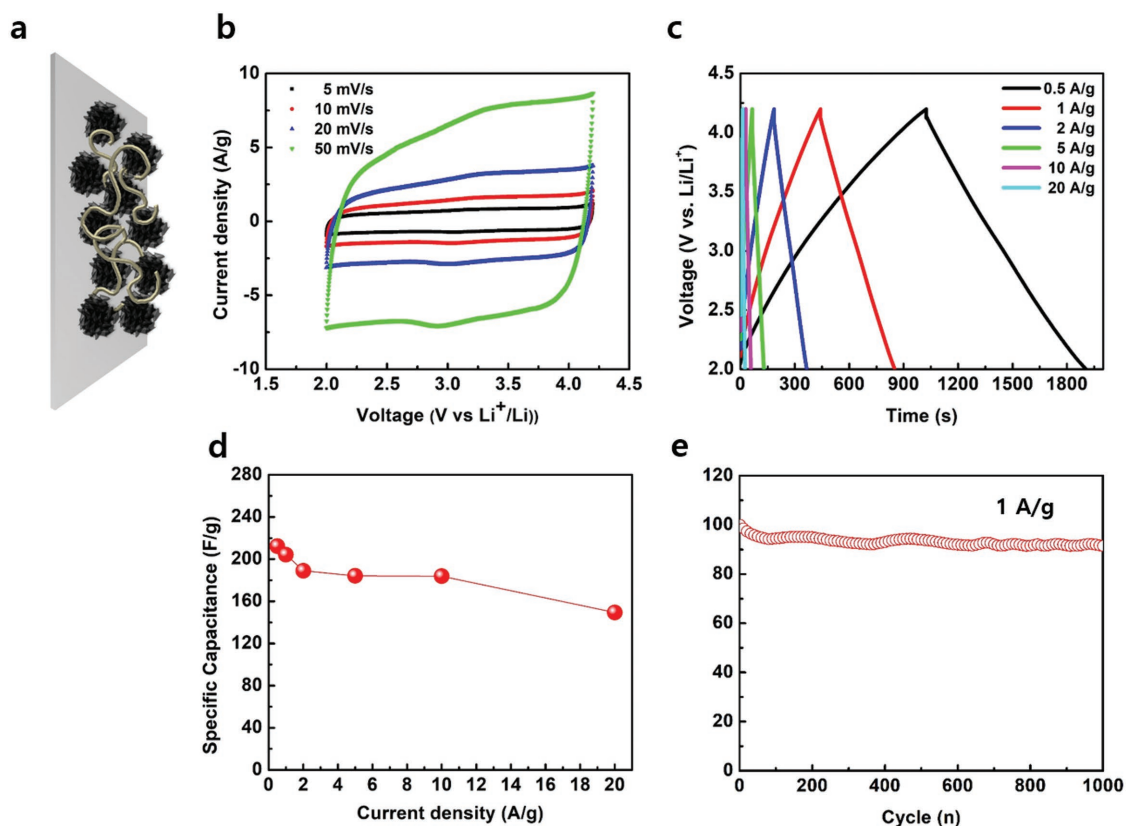 a
b
Current density (A/g)
10
5
0
-5
-10
5 mV/s
10 mV/s
20 mV/s
50 mV/s
1.5 2.0 2.5 3.0 3.5 4.0 4.5
Voltage (V vs Li⁺/Li))
c
Voltage (V vs. Li/Li⁺)
4.5
4.0
3.5
3.0
2.5
2.0
0.5 A/g
1 A/g
2 A/g
5 A/g
10 A/g
20 A/g
0 300 600 900 1200 1500 1800
Time (s)
d
Specific Capacitance (F/g)
280
240
200
160
120
80
40
0
0 2 4 6 8 10 12 14 16 18 20
Current density (A/g)
e
120
100
80
60
40
20
0
1 A/g
0 200 400 600 800 1000
Cycle (n)